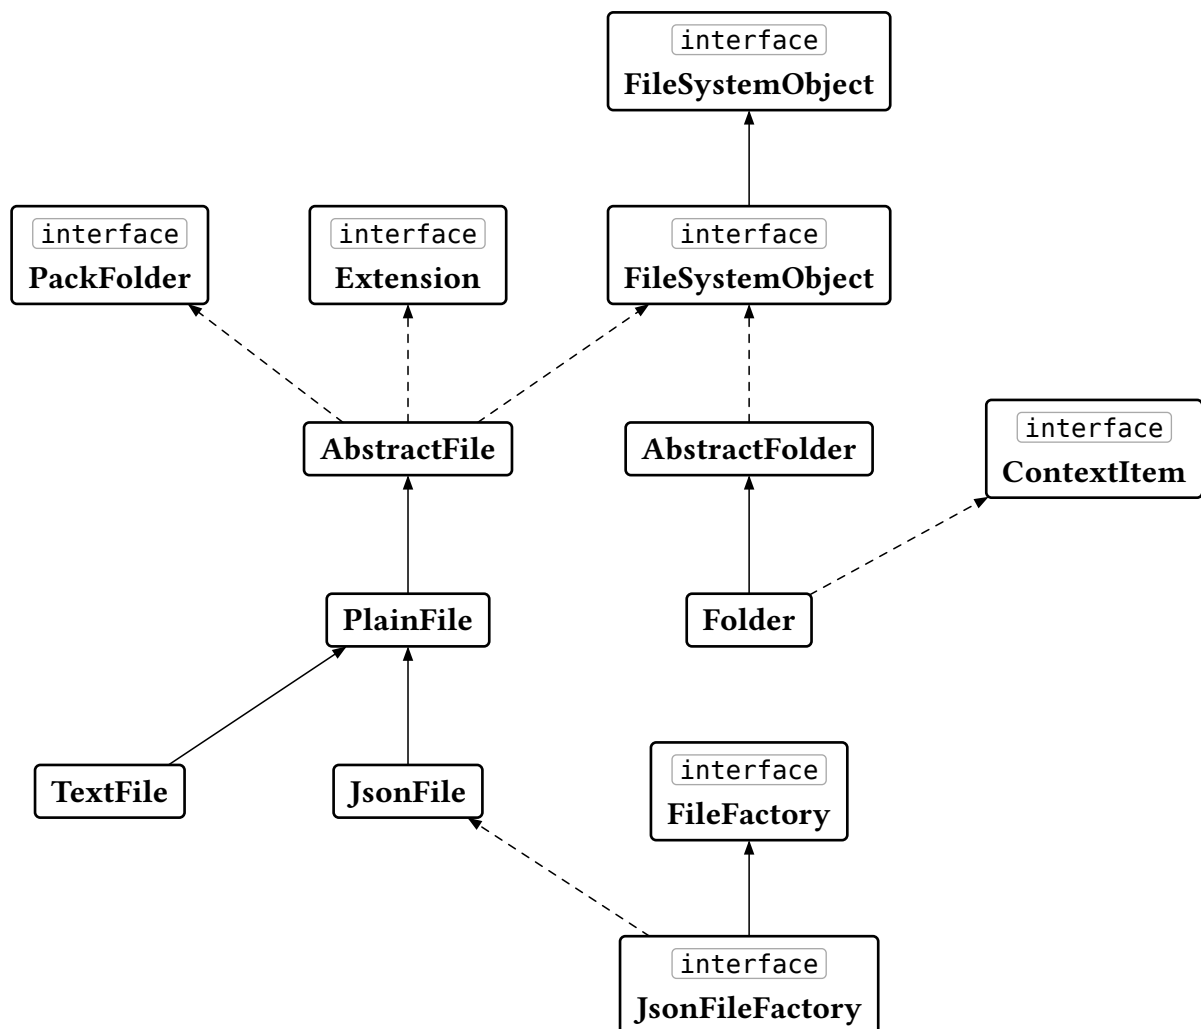 interface
FileSystemObject
interface
PackFolder
interface
Extension
interface
FileSystemObject
AbstractFile
AbstractFolder
interface
ContextItem
PlainFile
Folder
TextFile
JsonFile
interface
FileFactory
interface
JsonFileFactory